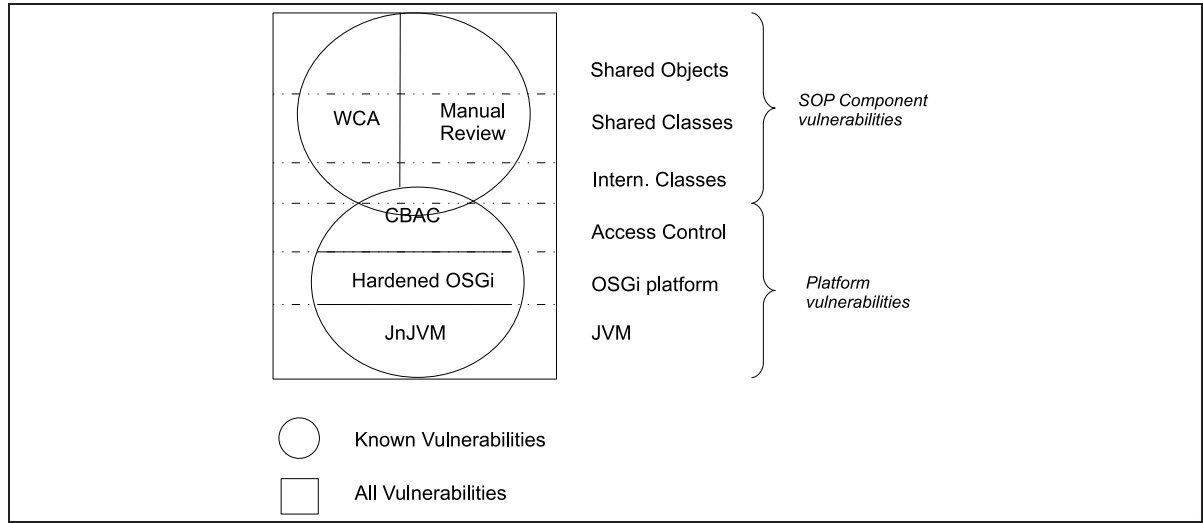 Shared Objects
SOP Component
vulnerabilities
WCA
Manual
Review
Shared Classes
Intern. Classes
CBAC
Access Control
Hardened OSGi
OSGi platform
Platform
vulnerabilities
JnJVM
JVM
Known Vulnerabilities
All Vulnerabilities